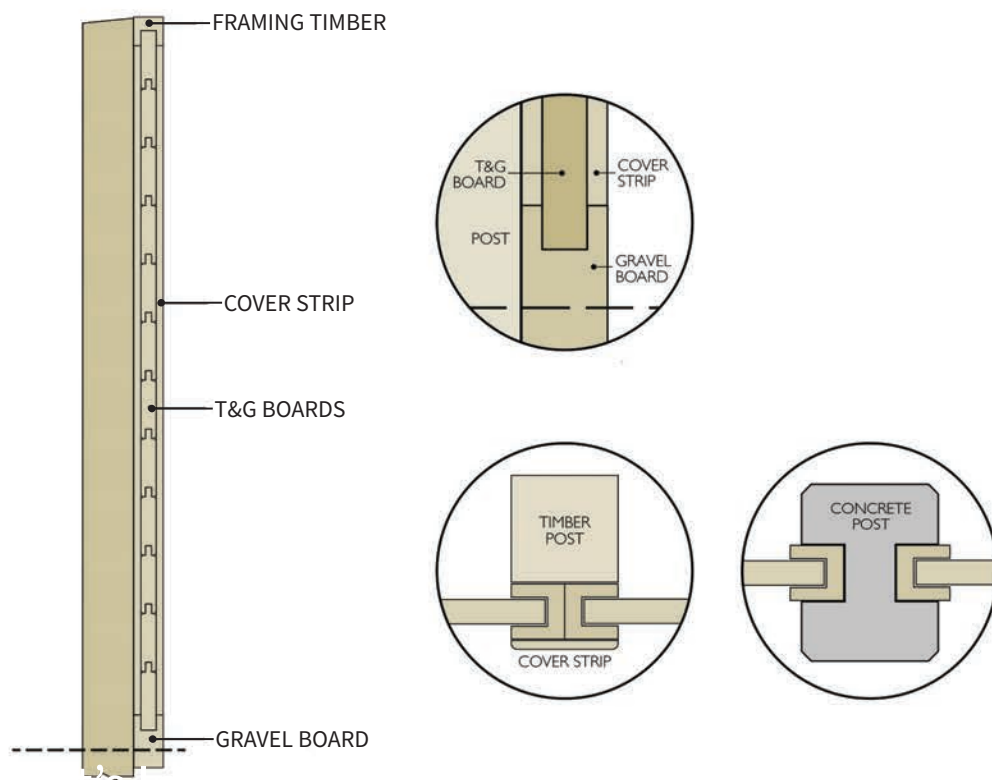 FRAMING TIMBER
COVER STRIP
T&G BOARDS
GRAVEL BOARD
T&G
BOARD
COVER
STRIP
POST
GRAVEL
BOARD
TIMBER
POST
COVER STRIP
CONCRETE
POST